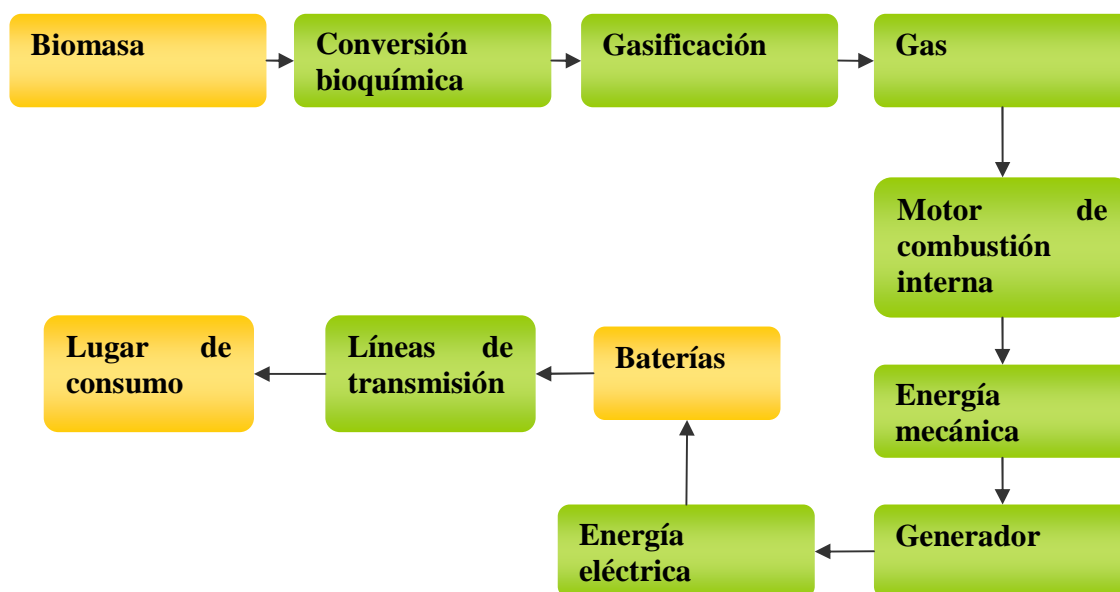 Biomasa
Conversión
bioquímica
Gasificación
Gas
Motor de
combustión
interna
Energía
mecánica
Generador
Energía
eléctrica
Baterías
Líneas de
transmisión
Lugar de
consumo